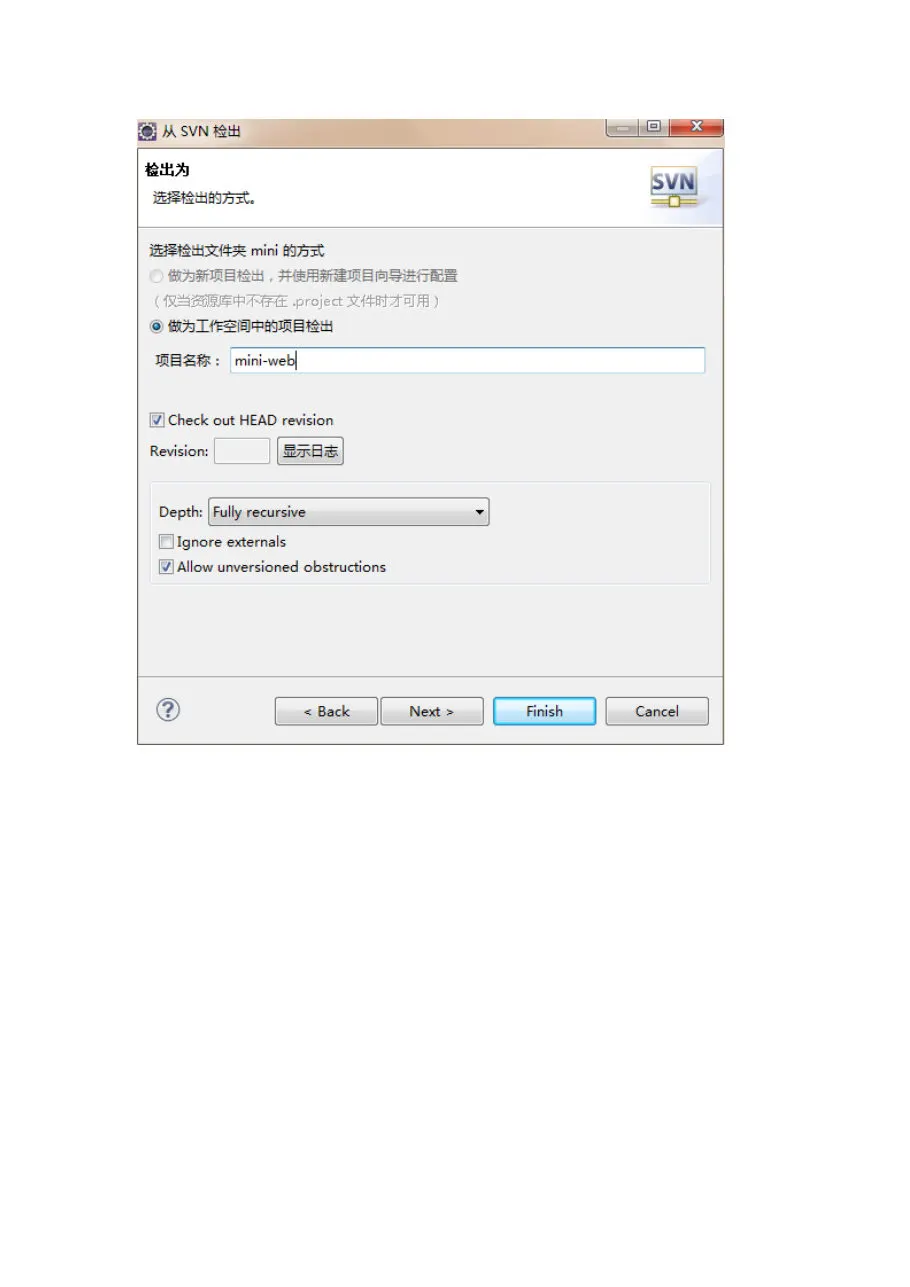 从 SVN 检出
检出为
选择检出的方式。
SVN
选择检出文件夹 mini 的方式
做为新项目检出，并使用新建项目向导进行配置
（仅当资源库中不存在 .project 文件时才可用）
做为工作空间中的项目检出
项目名称： mini-web
Check out HEAD revision
Revision: 显示日志
Depth: Fully recursive
Ignore externals
Allow unversioned obstructions
? < Back Next > Finish Cancel